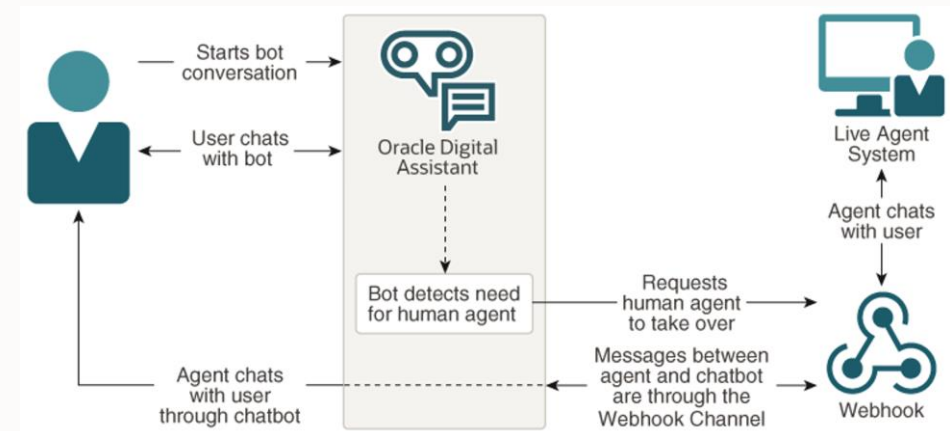 Starts bot
conversation
User chats
with bot
Oracle Digital
Assistant
Live Agent
System
Agent chats
with user
Bot detects need
for human agent
Requests
human agent
to take over
Agent chats
with user
through chatbot
Messages between
agent and chatbot
are through the
Webhook Channel
Webhook